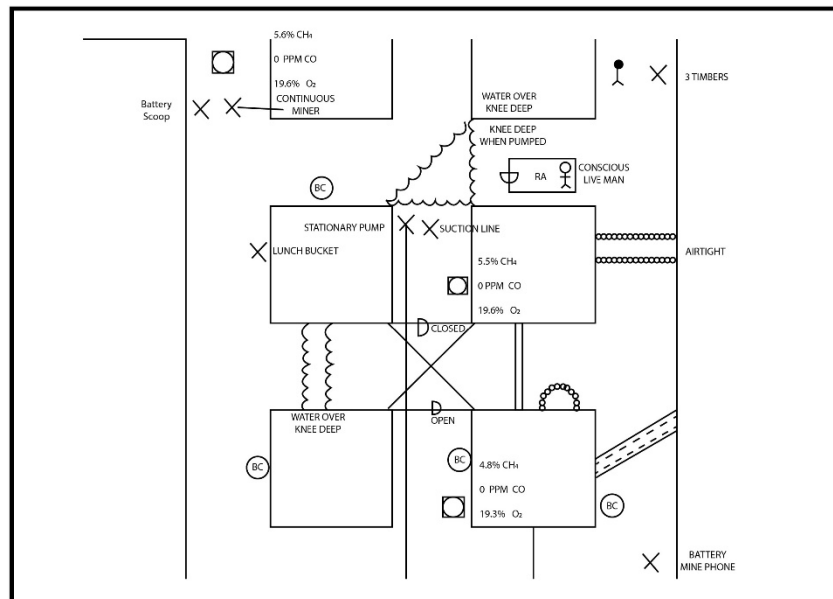 5.6% CH₄
0 PPM CO
19.6% O₂
CONTINUOUS
MINER
Battery
Scoop
WATER OVER
KNEE DEEP
3 TIMBERS
KNEE DEEP
WHEN PUMPED
RA
CONSCIOUS
LIVE MAN
BC
STATIONARY PUMP
SUCTION LINE
LUNCH BUCKET
5.5% CH₄
0 PPM CO
19.6% O₂
AIRTIGHT
CLOSED
WATER OVER
KNEE DEEP
OPEN
BC
BC
4.8% CH₄
0 PPM CO
19.3% O₂
BC
BATTERY
MINE PHONE